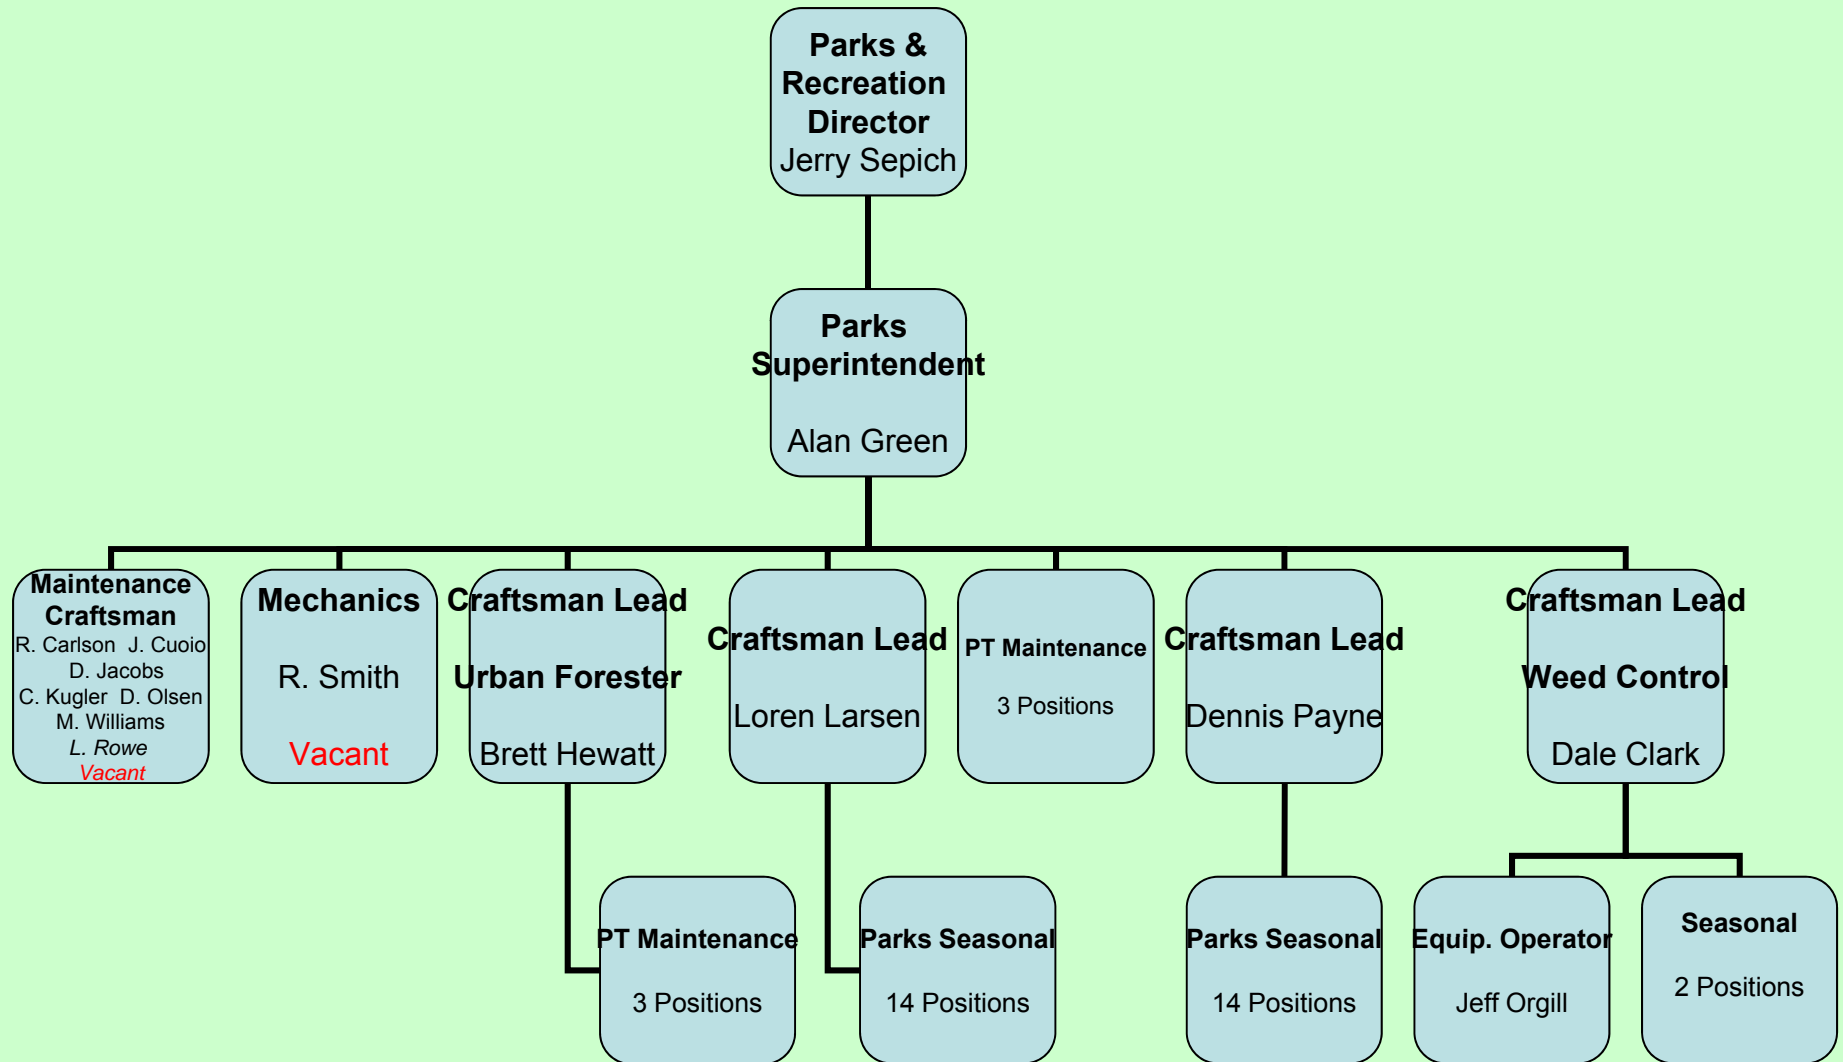 Parks &
Recreation
Director
Jerry Sepich
Parks
Superintendent
Alan Green
Maintenance
Craftsman
R. Carlson J. Cuoio
D. Jacobs
C. Kugler D. Olsen
M. Williams
L. Rowe
Vacant
Mechanics
R. Smith
Vacant
Craftsman Lead
Urban Forester
Brett Hewatt
Craftsman Lead
Loren Larsen
PT Maintenance
3 Positions
Craftsman Lead
Dennis Payne
Craftsman Lead
Weed Control
Dale Clark
PT Maintenance
3 Positions
Parks Seasonal
14 Positions
Parks Seasonal
14 Positions
Equip. Operator
Jeff Orgill
Seasonal
2 Positions